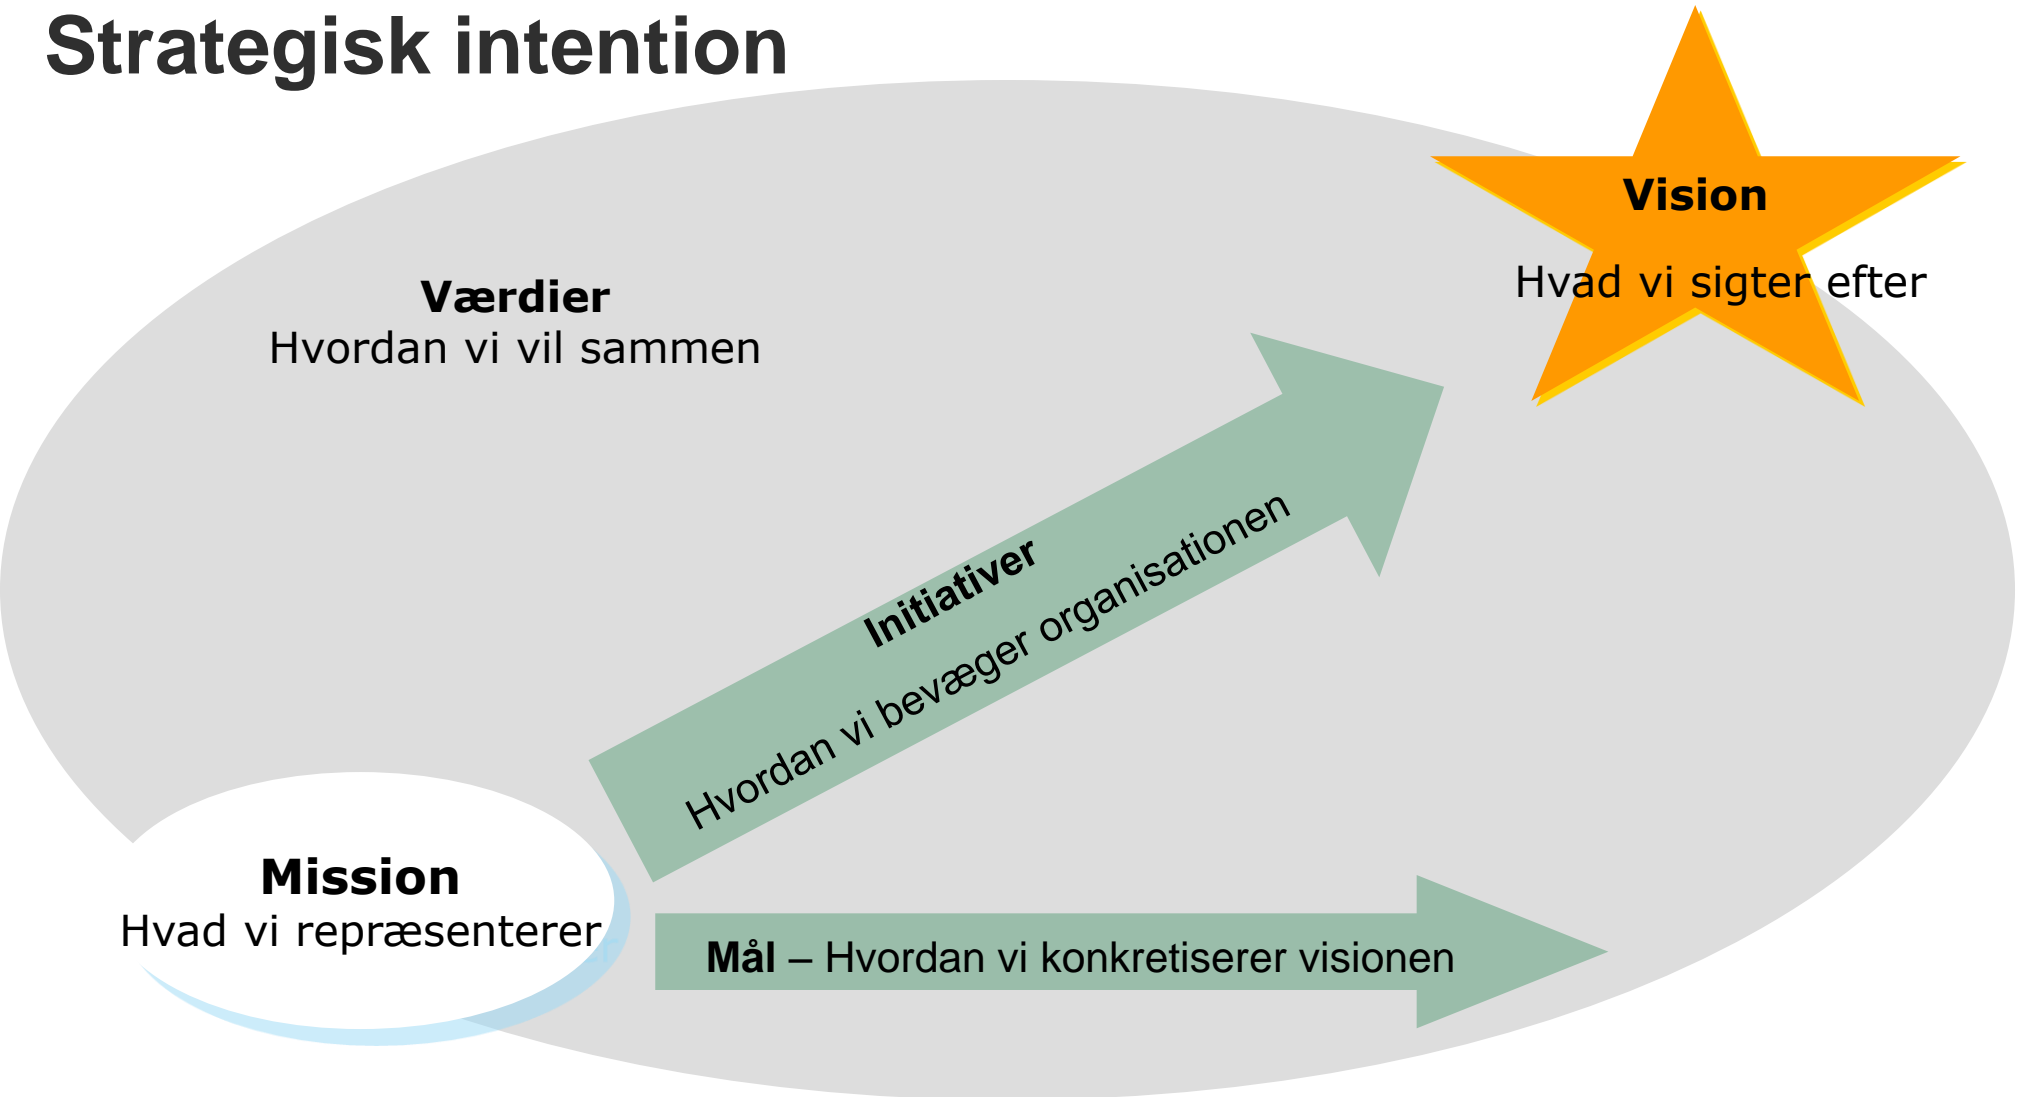 Strategisk intention
Vision
Hvad vi sigter efter
Værdier
Hvordan vi vil sammen
Initiativer
Hvordan vi bevæger organisationen
Mission
Hvad vi repræsenterer
Mål – Hvordan vi konkretiserer visionen